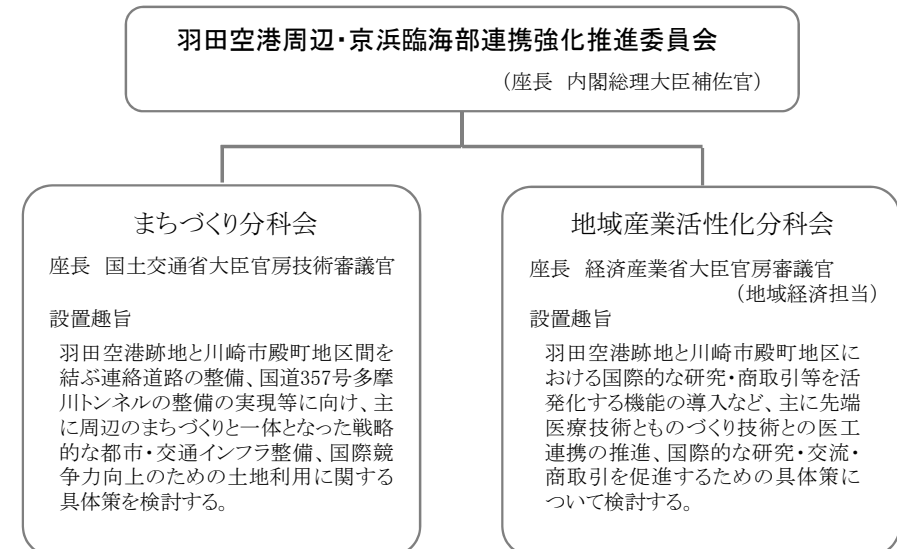 羽田空港周辺・京浜臨海部連携強化推進委員会
（座長　内閣総理大臣補佐官）
まちづくり分科会
座長　国土交通省大臣官房技術審議官
設置趣旨
羽田空港跡地と川崎市殿町地区間を
結ぶ連絡道路の整備、国道357号多摩
川トンネルの整備の実現等に向け、主
に周辺のまちづくりと一体となった戦略
的な都市・交通インフラ整備、国際競
争力向上のための土地利用に関する
具体策を検討する。
地域産業活性化分科会
座長　経済産業省大臣官房審議官
（地域経済担当）
設置趣旨
羽田空港跡地と川崎市殿町地区に
おける国際的な研究・商取引等を活
発化する機能の導入など、主に先端
医療技術とものづくり技術との医工
連携の推進、国際的な研究・交流・
商取引を促進するための具体策に
ついて検討する。